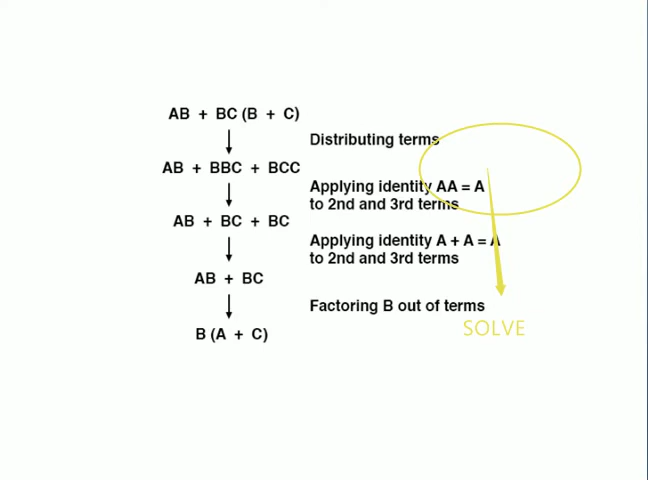 AB + BC (B + C)
Distributing terms
AB + BBC + BCC
Applying identity AA = A
to 2nd and 3rd terms
AB + BC + BC
Applying identity A + A = A
to 2nd and 3rd terms
AB + BC
Factoring B out of terms
SOLVE
B (A + C)